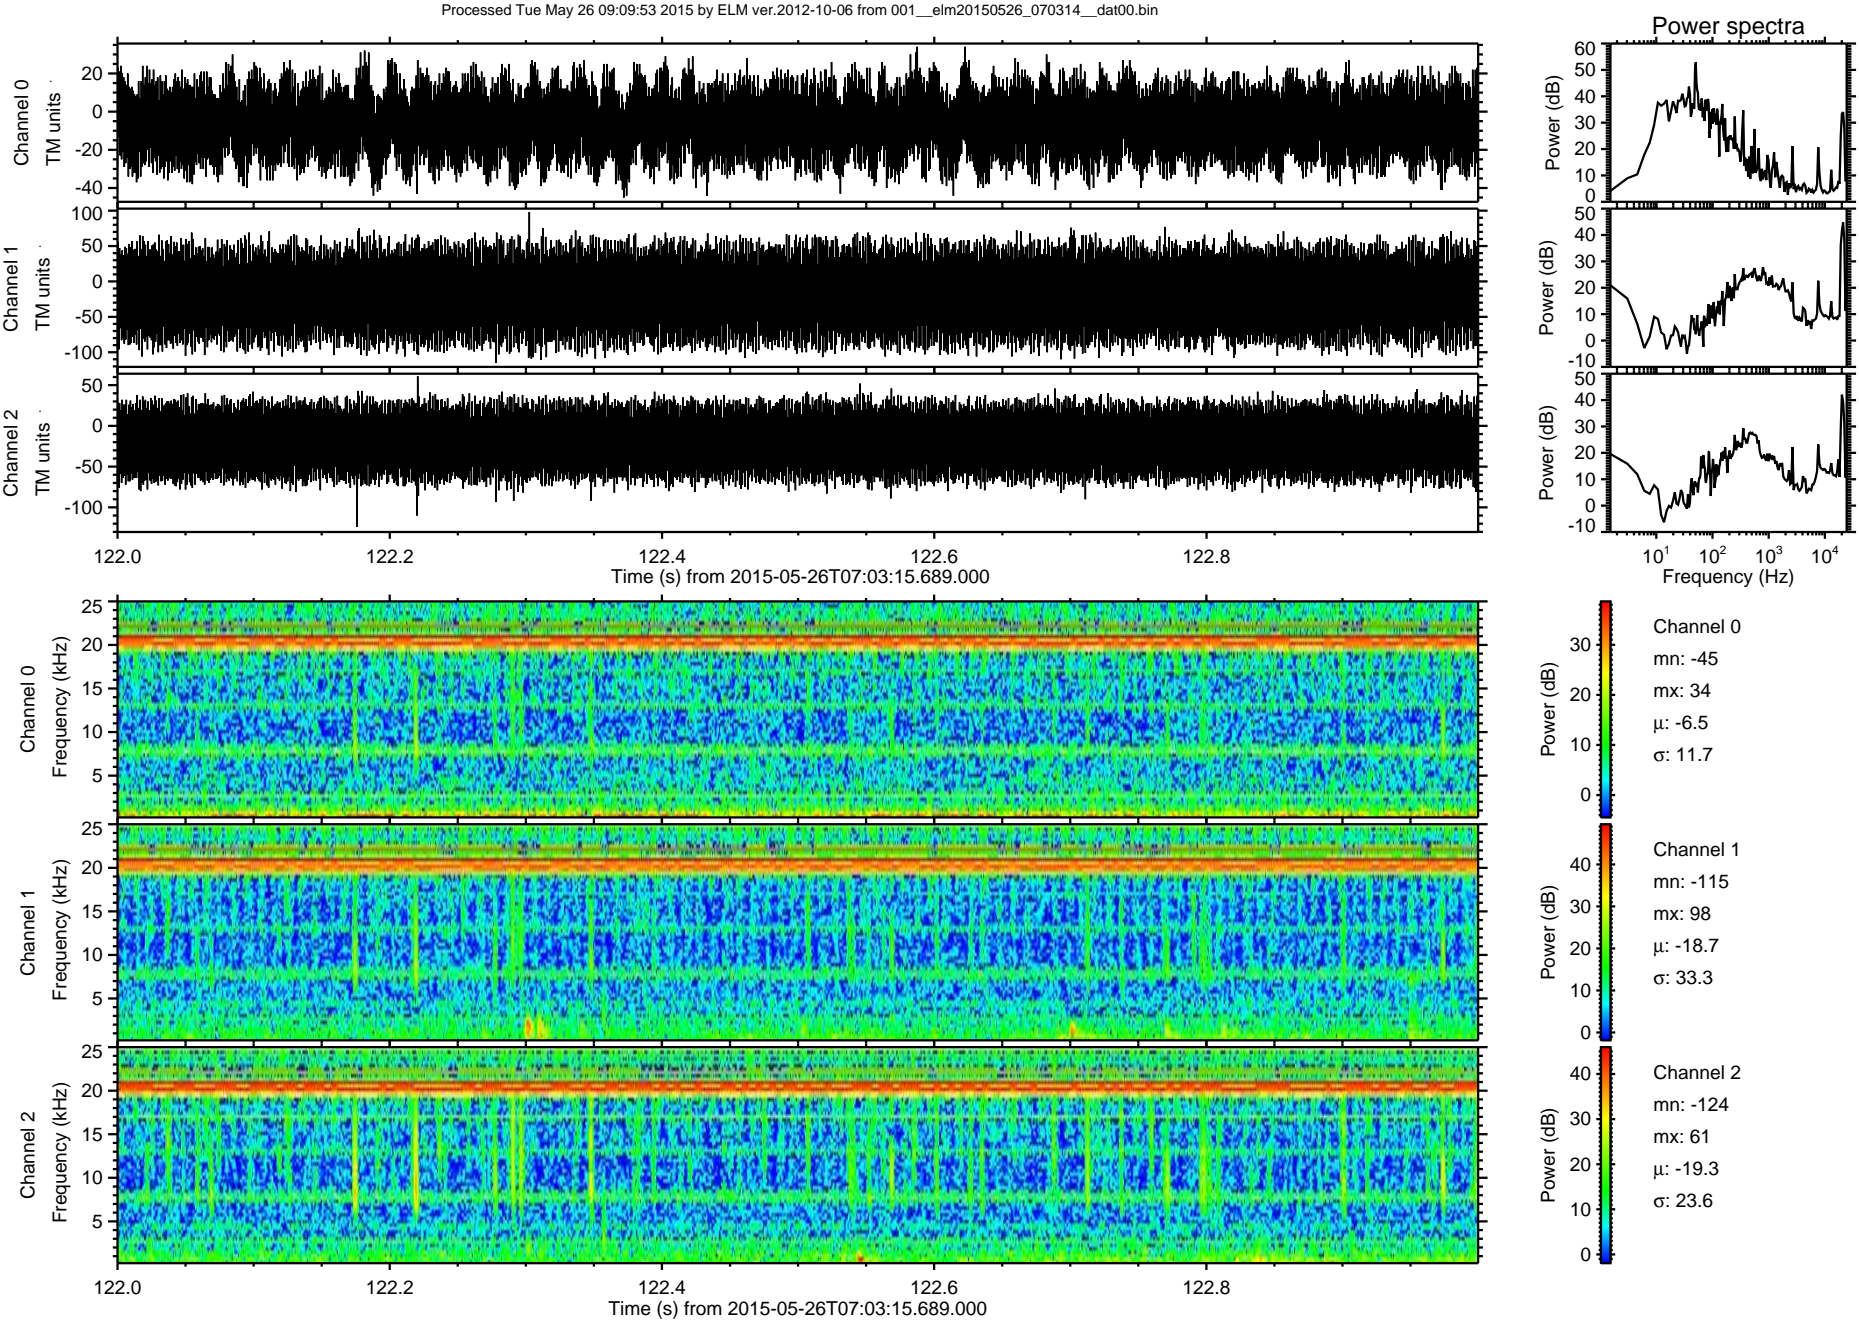 Processed Tue May 26 09:09:53 2015 by ELM ver.2012-10-06 from 001__elm20150526_070314__dat00.bin
Power spectra
Channel 0
TM units
20
0
-20
-40
Power (dB)
60
50
40
30
20
10
0
Channel 1
TM units
100
50
0
-50
-100
Power (dB)
50
40
30
20
10
0
-10
Channel 2
TM units
50
0
-50
-100
Power (dB)
50
40
30
20
10
0
-10
122.0 122.2 122.4 122.6 122.8
Time (s) from 2015-05-26T07:03:15.689.000
10^1 10^2 10^3 10^4
Frequency (Hz)
Channel 0
Frequency (kHz)
25
20
15
10
5
Power (dB)
30
20
10
0
Channel 0
mn: -45
mx: 34
μ: -6.5
σ: 11.7
Channel 1
Frequency (kHz)
25
20
15
10
5
Power (dB)
40
30
20
10
0
Channel 1
mn: -115
mx: 98
μ: -18.7
σ: 33.3
Channel 2
Frequency (kHz)
25
20
15
10
5
Power (dB)
40
30
20
10
0
Channel 2
mn: -124
mx: 61
μ: -19.3
σ: 23.6
122.0 122.2 122.4 122.6 122.8
Time (s) from 2015-05-26T07:03:15.689.000